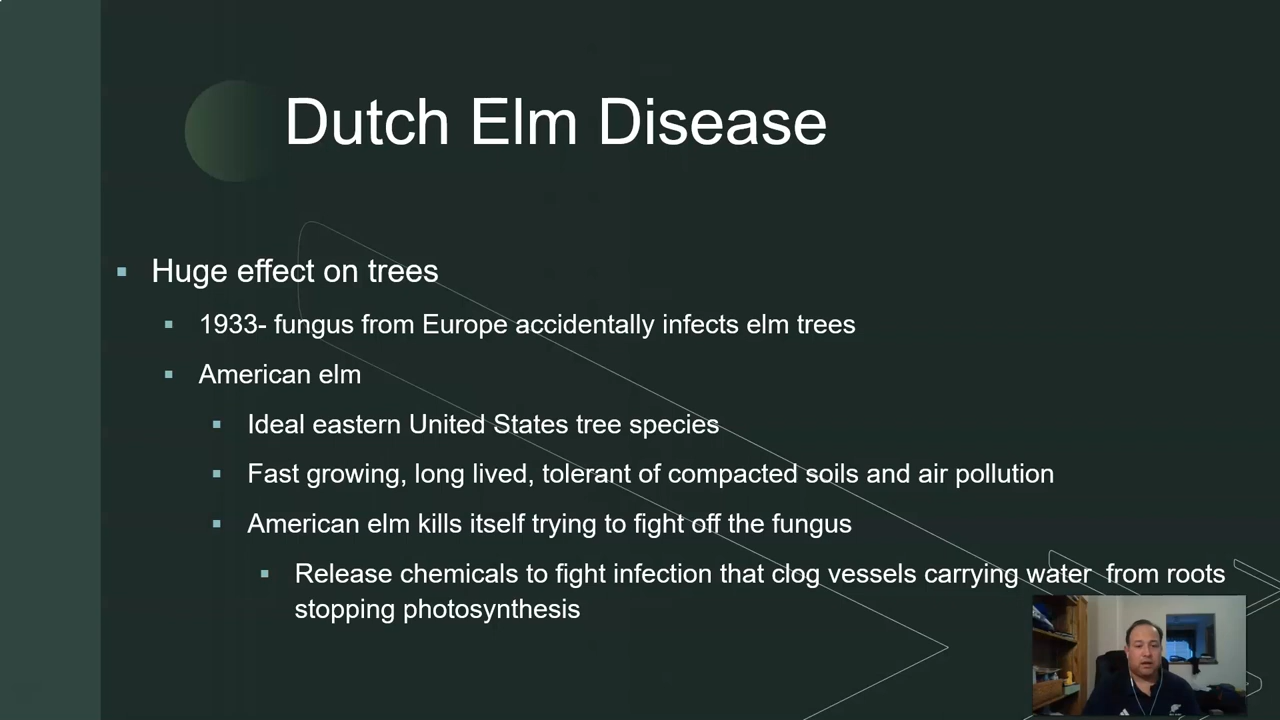 Dutch Elm Disease
Huge effect on trees
1933- fungus from Europe accidentally infects elm trees
American elm
Ideal eastern United States tree species
Fast growing, long lived, tolerant of compacted soils and air pollution
American elm kills itself trying to fight off the fungus
Release chemicals to fight infection that clog vessels carrying water  from roots
stopping photosynthesis